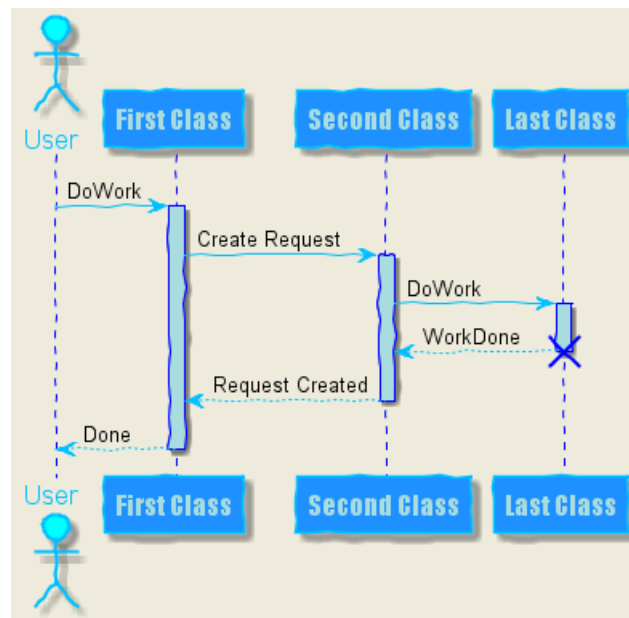 User
First Class
Second Class
Last Class
DoWork
Create Request
DoWork
WorkDone
Request Created
Done
User
First Class
Second Class
Last Class